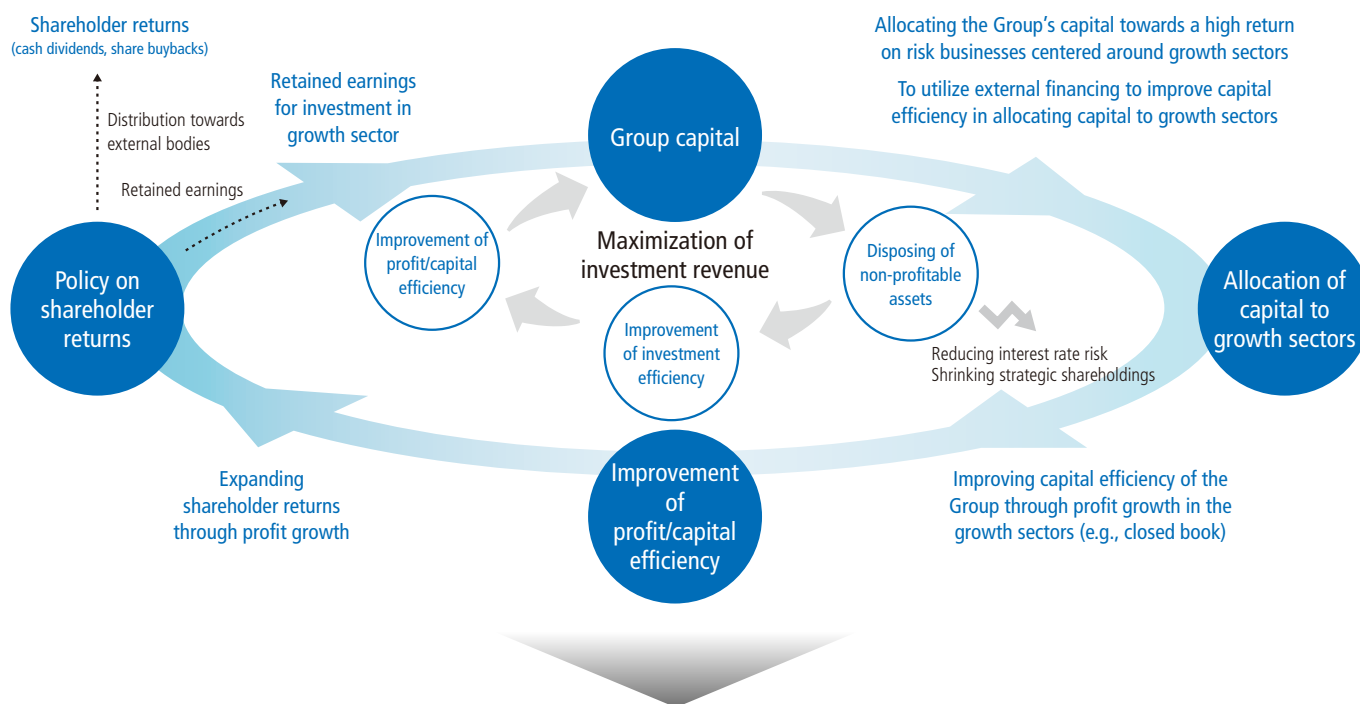 Shareholder returns
(cash dividends, share buybacks)
Distribution towards
external bodies
Retained earnings
Retained earnings
for investment in
growth sector
Group capital
Allocating the Group’s capital towards a high return
on risk businesses centered around growth sectors
To utilize external financing to improve capital
efficiency in allocating capital to growth sectors
Policy on
shareholder
returns
Improvement of
profit/capital
efficiency
Maximization of
investment revenue
Disposing of
non-profitable
assets
Allocation of
capital to
growth sectors
Improvement
of investment
efficiency
Reducing interest rate risk
Shrinking strategic shareholdings
Expanding
shareholder returns
through profit growth
Improvement
of
profit/capital
efficiency
Improving capital efficiency of the
Group through profit growth in the
growth sectors (e.g., closed book)